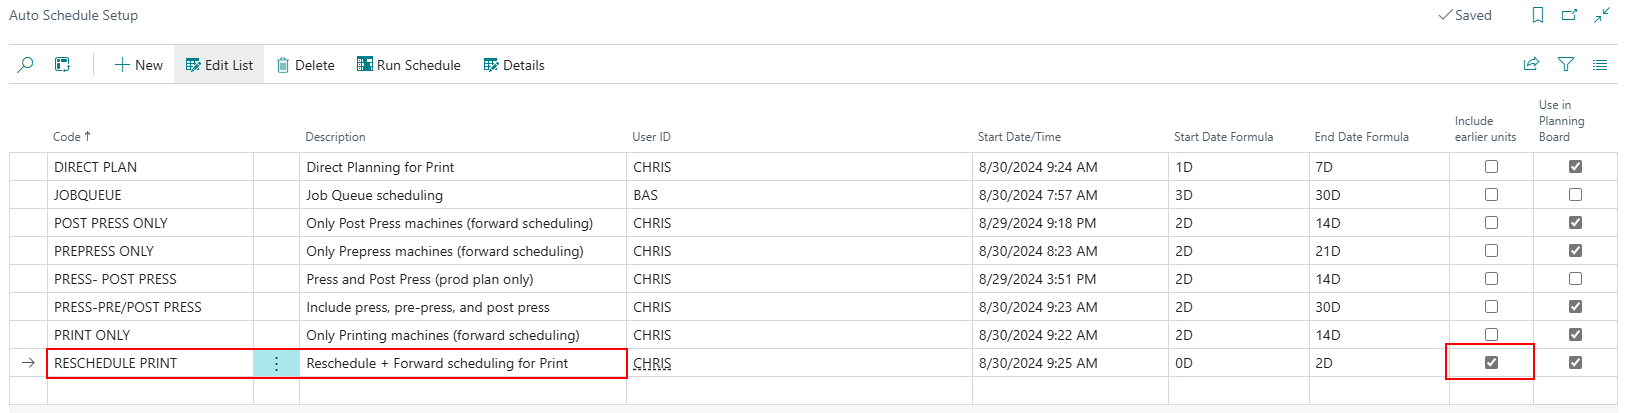 Auto Schedule Setup
Saved
New Edit List Delete Run Schedule Details
Code ↑ Description User ID Start Date/Time Start Date Formula End Date Formula Include earlier units Use in Planning Board
DIRECT PLAN Direct Planning for Print CHRIS 8/30/2024 9:24 AM 1D 7D
JOBQUEUE Job Queue scheduling BAS 8/30/2024 7:57 AM 3D 30D
POST PRESS ONLY Only Post Press machines (forward scheduling) CHRIS 8/29/2024 9:18 PM 2D 14D
PREPRESS ONLY Only Prepress machines (forward scheduling) CHRIS 8/30/2024 8:23 AM 2D 21D
PRESS- POST PRESS Press and Post Press (prod plan only) CHRIS 8/29/2024 3:51 PM 2D 14D
PRESS-PRE/POST PRESS Include press, pre-press, and post press CHRIS 8/30/2024 9:23 AM 2D 30D
PRINT ONLY Only Printing machines (forward scheduling) CHRIS 8/30/2024 9:22 AM 2D 14D
RESCHEDULE PRINT Reschedule + Forward scheduling for Print CHRIS 8/30/2024 9:25 AM 0D 2D